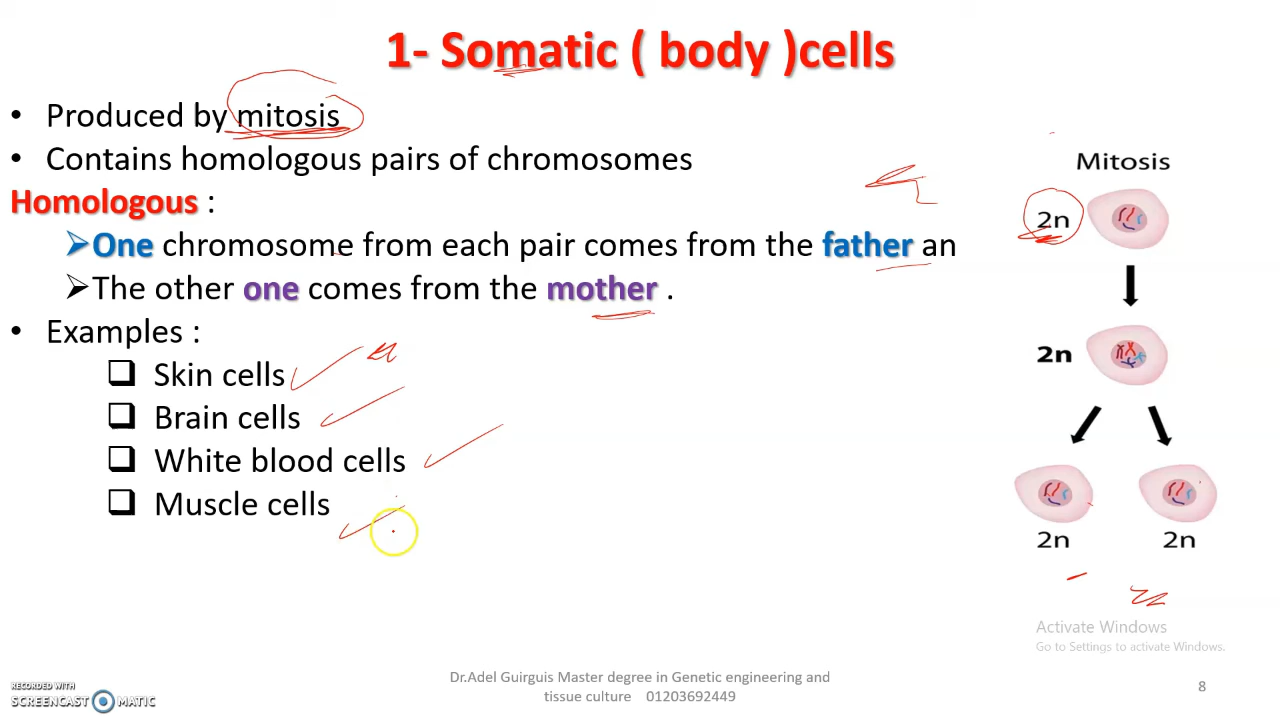 1- Somatic ( body )cells
• Produced by mitosis
• Contains homologous pairs of chromosomes
Homologous :
➢One chromosome from each pair comes from the father an
➢The other one comes from the mother .
• Examples :
❑ Skin cells
❑ Brain cells
❑ White blood cells
❑ Muscle cells
Mitosis
2n
2n
2n 2n
Activate Windows
Go to Settings to activate Windows.
Dr.Adel Guirguis Master degree in Genetic engineering and
tissue culture 01203692449
8
RECORDED WITH
SCREENCAST MATIC